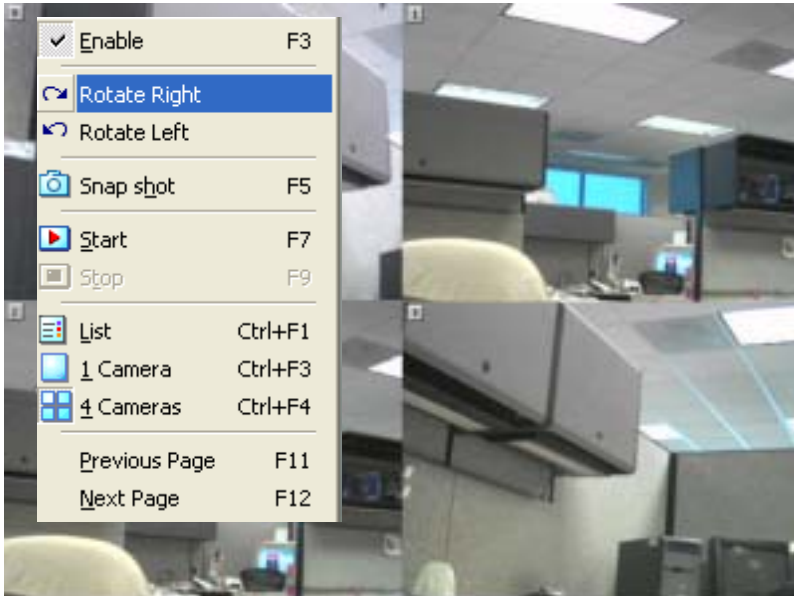 Enable F3
Rotate Right
Rotate Left
Snap shot F5
Start F7
Stop F9
List Ctrl+F1
1 Camera Ctrl+F3
4 Cameras Ctrl+F4
Previous Page F11
Next Page F12